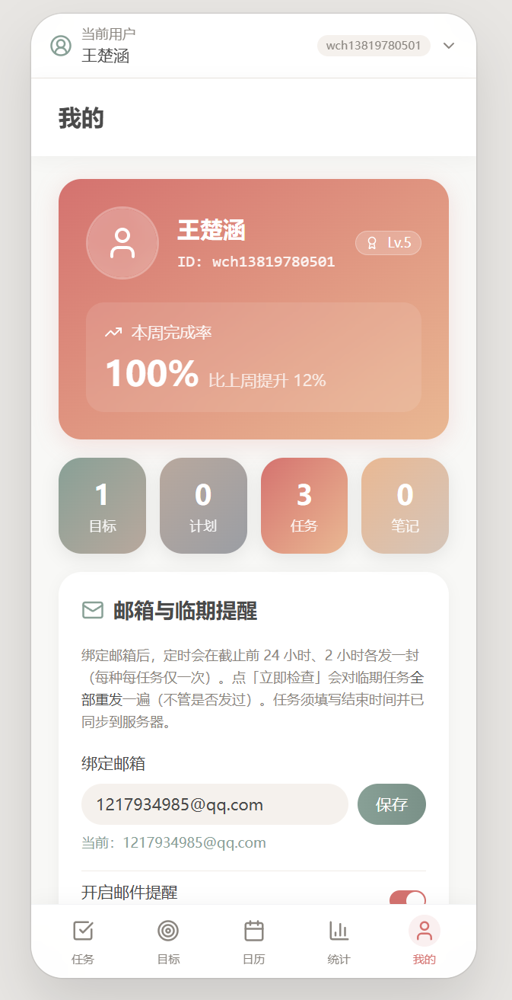 当前用户
王楚涵
wch13819780501
我的
王楚涵
ID: wch13819780501
Lv.5
本周完成率
100% 比上周提升 12%
1
目标
0
计划
3
任务
0
笔记
邮箱与临期提醒
绑定邮箱后，定时会在截止前 24 小时、2 小时各发一封
（每种每任务仅一次）。点「立即检查」会对临期任务全
部重发一遍（不管是否发过）。任务须填写结束时间并已
同步到服务器。
绑定邮箱
1217934985@qq.com
保存
当前：1217934985@qq.com
开启邮件提醒
任务
目标
日历
统计
我的